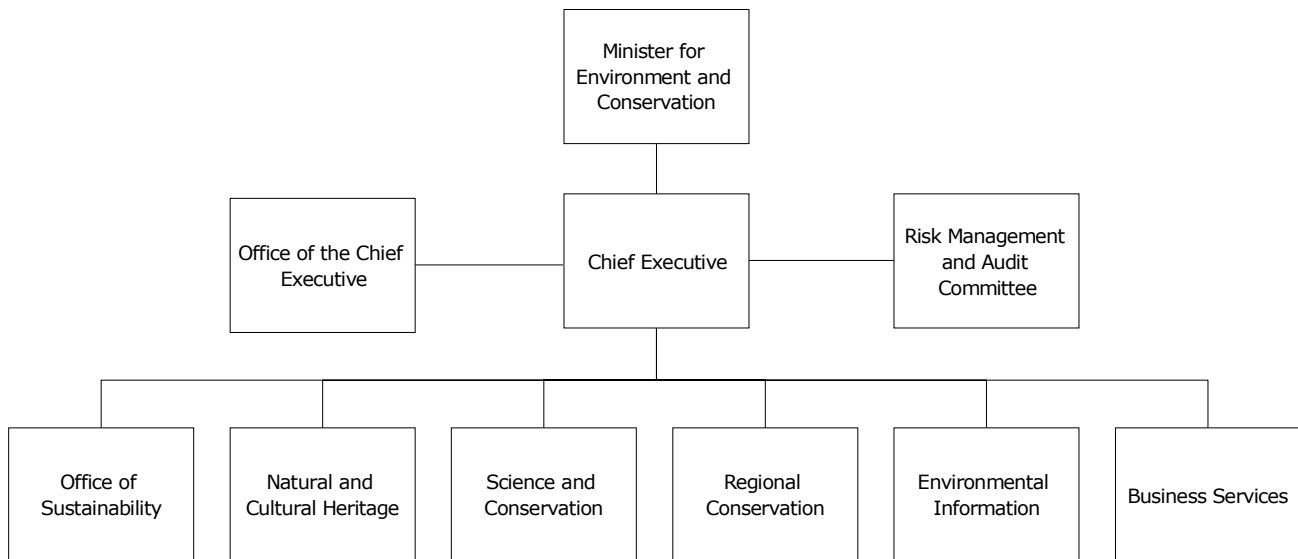 Minister for
Environment and
Conservation
Office of the Chief
Executive
Chief Executive
Risk Management
and Audit
Committee
Office of
Sustainability
Natural and
Cultural Heritage
Science and
Conservation
Regional
Conservation
Environmental
Information
Business Services